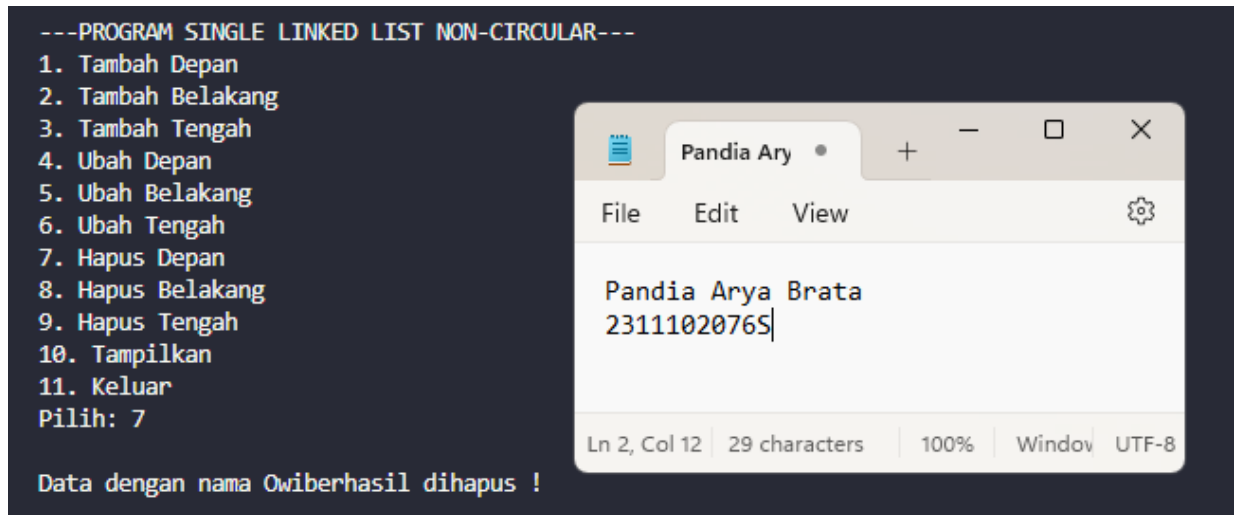 ---PROGRAM SINGLE LINKED LIST NON-CIRCULAR---
1. Tambah Depan
2. Tambah Belakang
3. Tambah Tengah
4. Ubah Depan
5. Ubah Belakang
6. Ubah Tengah
7. Hapus Depan
8. Hapus Belakang
9. Hapus Tengah
10. Tampilkan
11. Keluar
Pilih: 7
Data dengan nama Owiberhasil dihapus !
Pandia Ary
File Edit View
Pandia Arya Brata
2311102076S
Ln 2, Col 12 29 characters 100% Window UTF-8